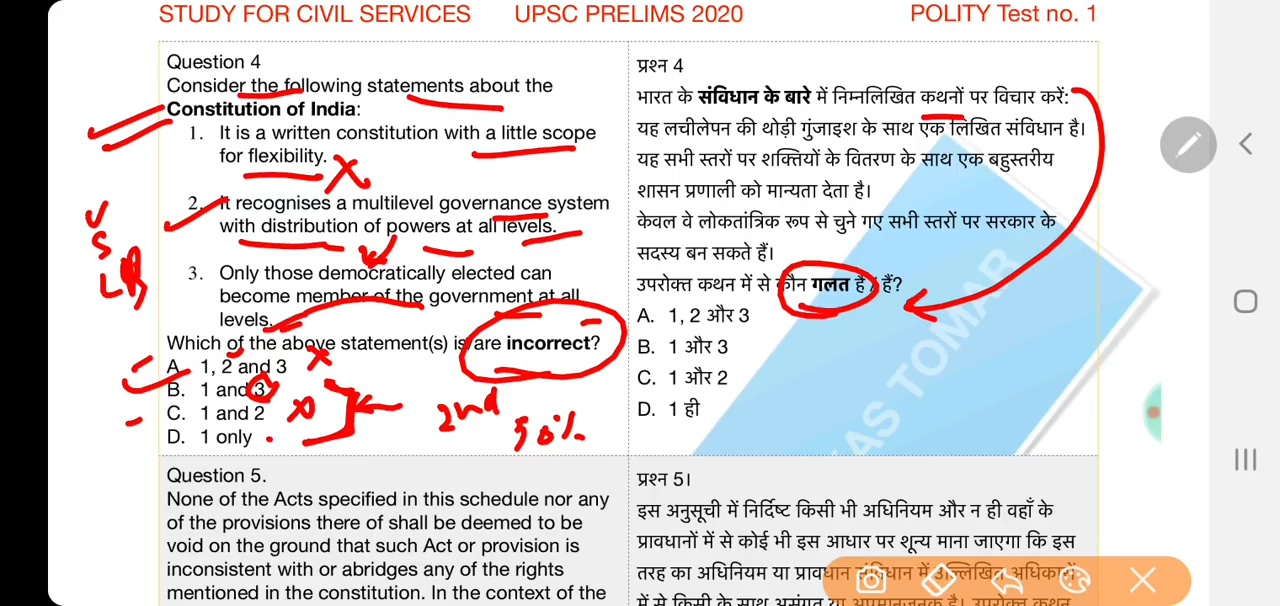 STUDY FOR CIVIL SERVICES UPSC PRELIMS 2020 POLITY Test no. 1
Question 4
Consider the following statements about the
Constitution of India:
1. It is a written constitution with a little scope
for flexibility.
2. It recognises a multilevel governance system
with distribution of powers at all levels.
3. Only those democratically elected can
become member of the government at all
levels.
Which of the above statement(s) is/are incorrect?
A. 1, 2 and 3
B. 1 and 3
C. 1 and 2
D. 1 only
2nd
50%
प्रश्न 4
भारत के संविधान के बारे में निम्नलिखित कथनों पर विचार करें:
यह लचीलेपन की थोड़ी गुंजाइश के साथ एक लिखित संविधान है।
यह सभी स्तरों पर शक्तियों के वितरण के साथ एक बहुस्तरीय
शासन प्रणाली को मान्यता देता है।
केवल वे लोकतांत्रिक रूप से चुने गए सभी स्तरों पर सरकार के
सदस्य बन सकते हैं।
उपरोक्त कथन में से कौन गलत है / हैं?
A. 1, 2 और 3
B. 1 और 3
C. 1 और 2
D. 1 ही
AS TOMAR
Question 5.
None of the Acts specified in this schedule nor any
of the provisions there of shall be deemed to be
void on the ground that such Act or provision is
inconsistent with or abridges any of the rights
mentioned in the constitution. In the context of the
प्रश्न 5।
इस अनुसूची में निर्दिष्ट किसी भी अधिनियम और न ही वहाँ के
प्रावधानों में से कोई भी इस आधार पर शून्य माना जाएगा कि इस
तरह का अधिनियम या प्रावधान संविधान में उल्लिखित अधिकारों
में से किसी के साथ असंगत या